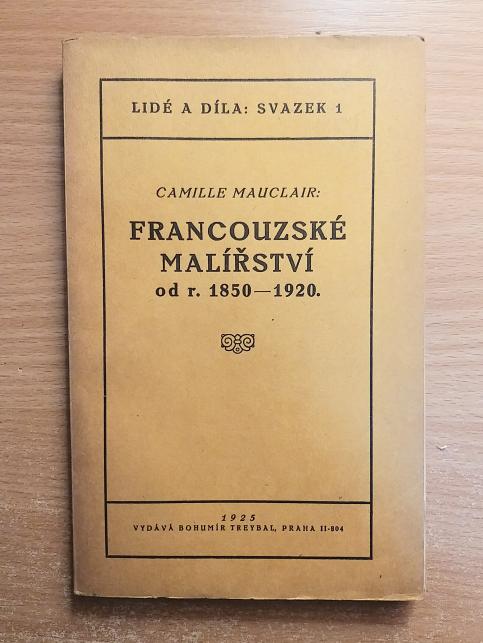 LIDÉ A DÍLA: SVAZEK 1
CAMILLE MAUCLAIR:
FRANCOUZSKÉ
MALÍŘSTVÍ
od r. 1850—1920.
1925
VYDÁVÁ BOHUMÍR TREYBAL, PRAHA II-804